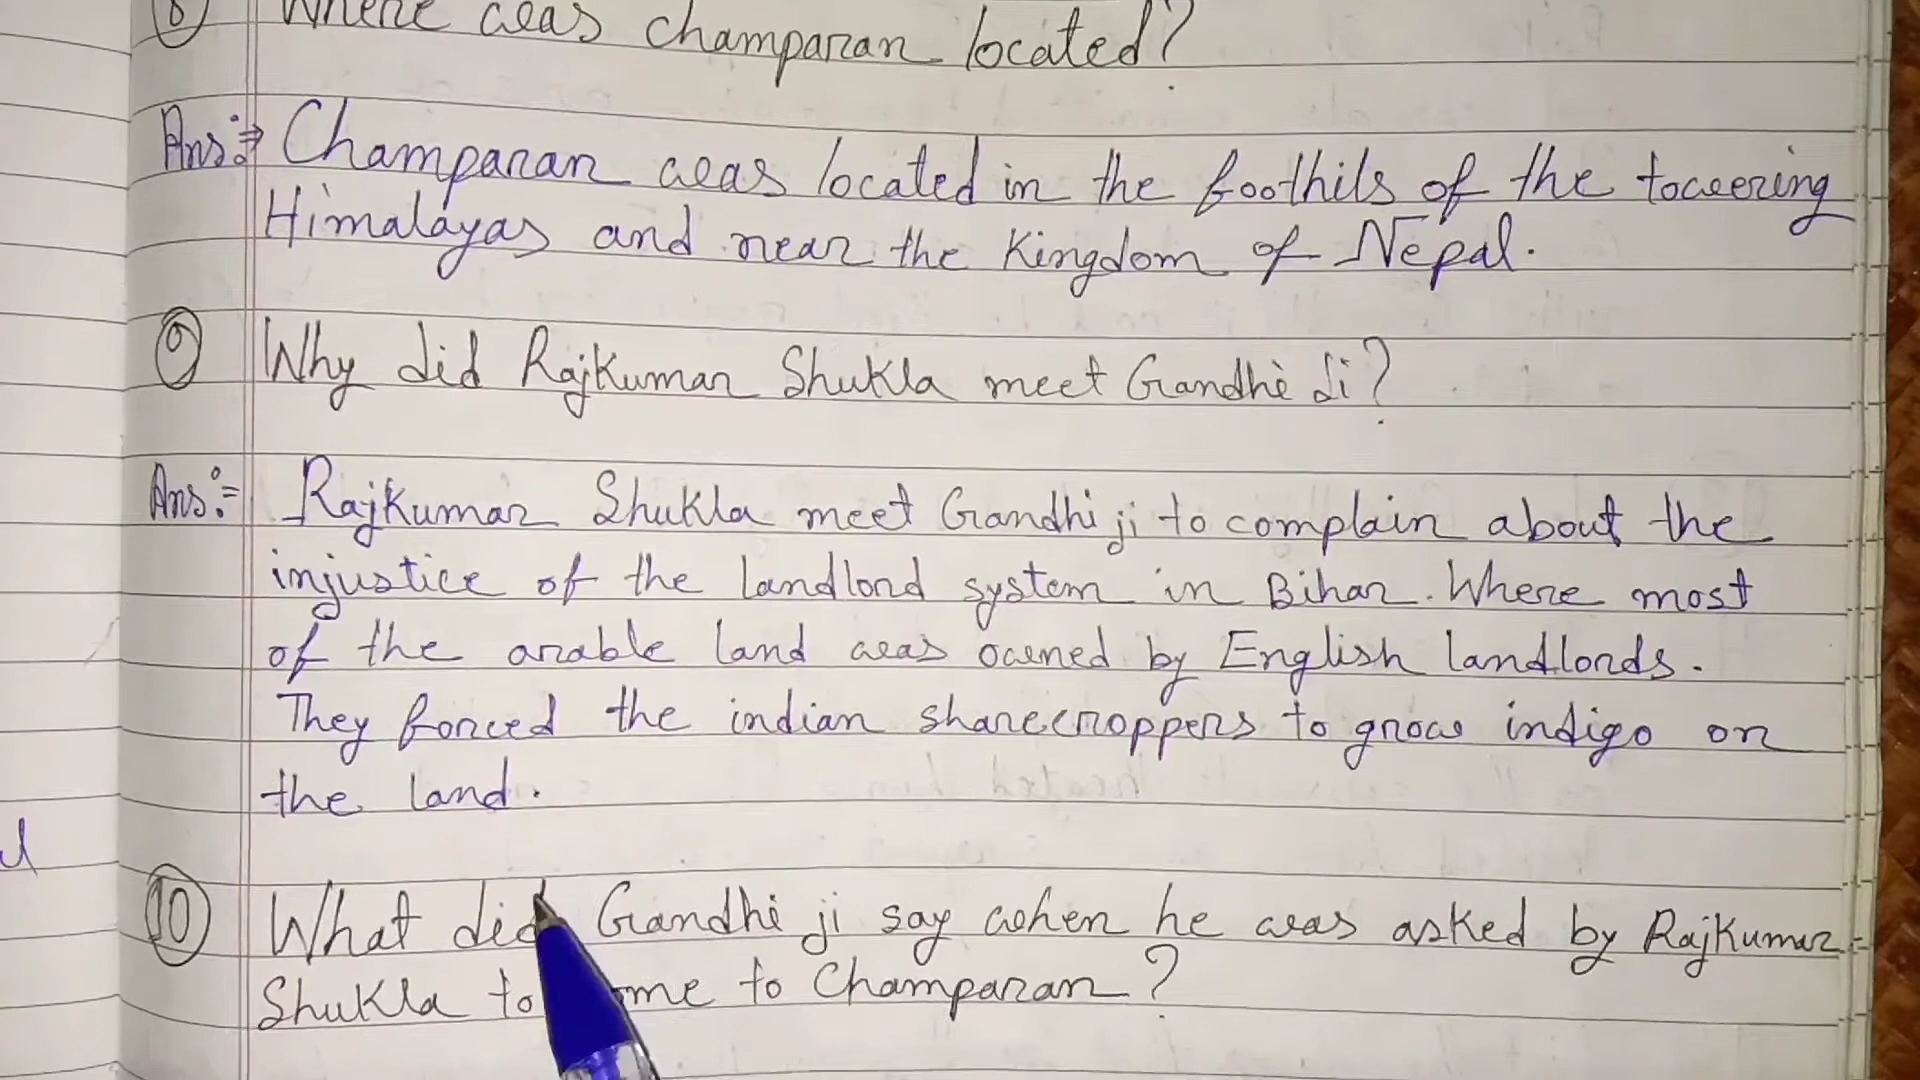 8 Where was champaran located?
Ans:⇒ Champaran was located in the foothils of the towering
Himalayas and near the Kingdom of Nepal.
9 Why did Rajkumar Shukla meet Gandhi Ji?
Ans:= Rajkumar Shukla meet Gandhi ji to complain about the
injustice of the landlord system in Bihar. Where most
of the arable land was owned by English landlords.
They forced the indian sharecroppers to grow indigo on
the land.
10 What did Gandhi ji say when he was asked by Rajkumar
Shukla to to Champaran?